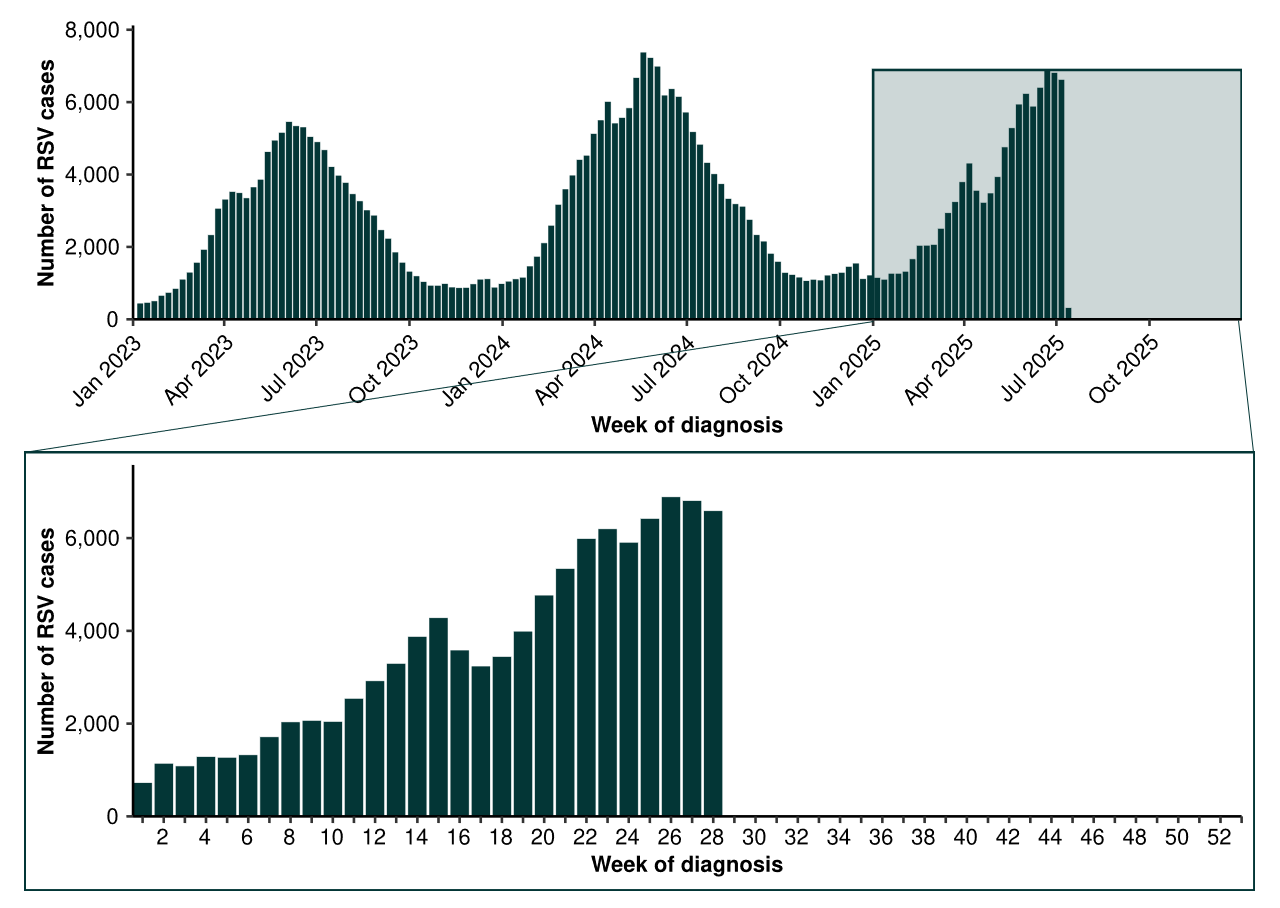 Number of RSV cases
8,000
6,000
4,000
2,000
0
Jan 2023 Apr 2023 Jul 2023 Oct 2023 Jan 2024 Apr 2024 Jul 2024 Oct 2024 Jan 2025 Apr 2025 Jul 2025 Oct 2025
Week of diagnosis
Number of RSV cases
6,000
4,000
2,000
0
2 4 6 8 10 12 14 16 18 20 22 24 26 28 30 32 34 36 38 40 42 44 46 48 50 52
Week of diagnosis